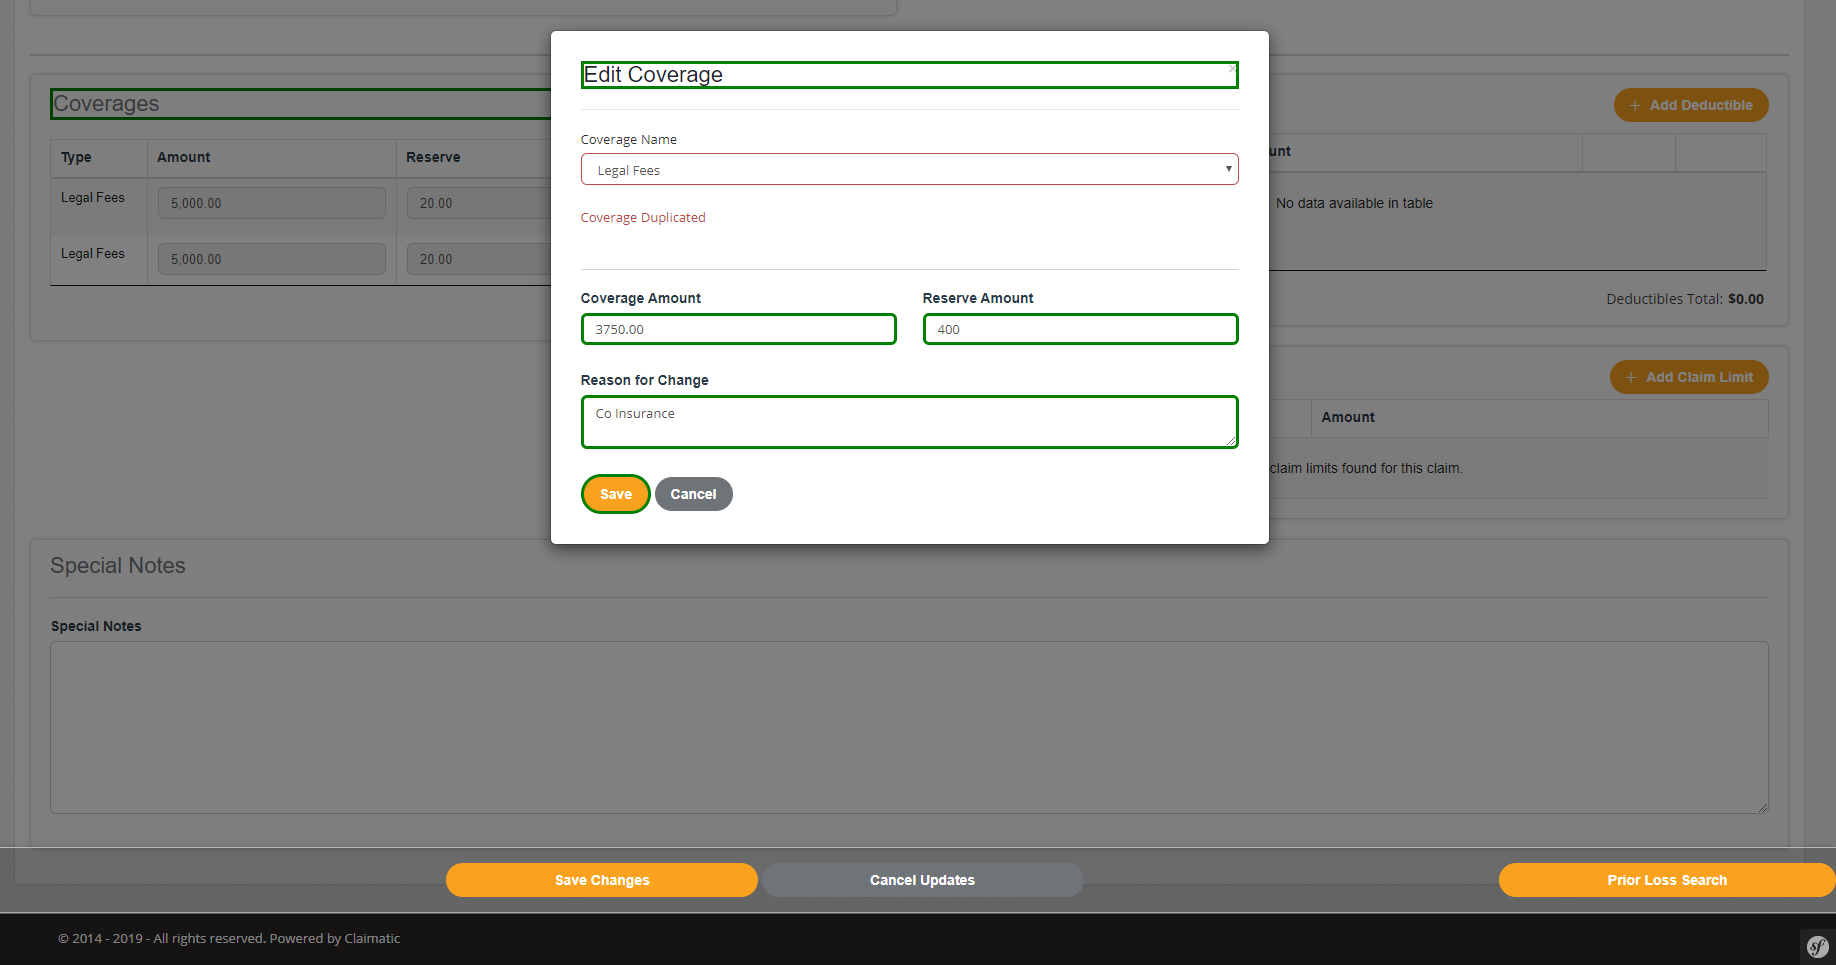 Edit Coverage
×
Coverage Name
Legal Fees
Coverage Duplicated
Coverage Amount
Reserve Amount
3750.00
400
Reason for Change
Co Insurance
Save
Cancel
Coverages
Type
Amount
Reserve
Legal Fees
5,000.00
20.00
Legal Fees
5,000.00
20.00
+ Add Deductible
unt
No data available in table
Deductibles Total: $0.00
+ Add Claim Limit
Amount
claim limits found for this claim.
Special Notes
Special Notes
Save Changes
Cancel Updates
Prior Loss Search
© 2014 - 2019 - All rights reserved. Powered by Claimatic
sf